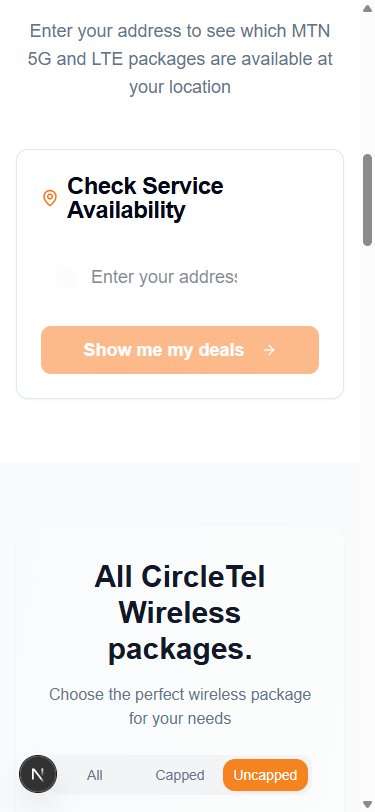 Enter your address to see which MTN
5G and LTE packages are available at
your location
Check Service
Availability
Enter your address
Show me my deals
All CircleTel
Wireless
packages.
Choose the perfect wireless package
for your needs
N
All
Capped
Uncapped